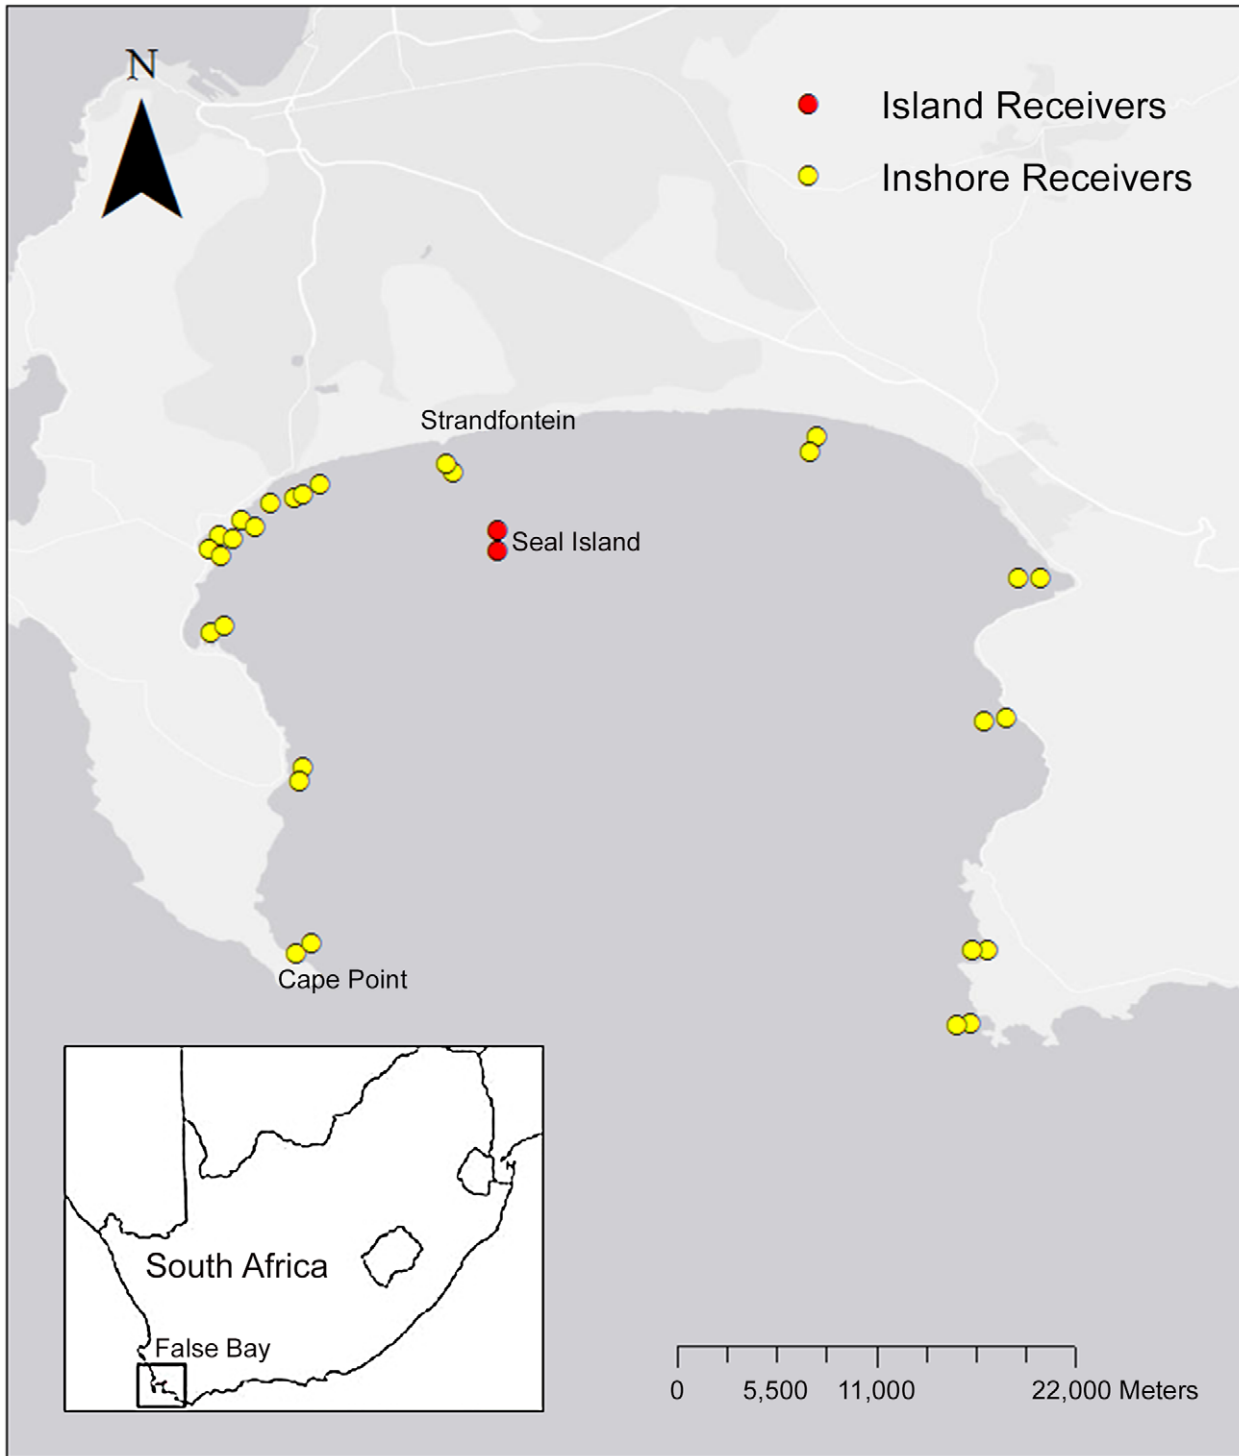 N
Island Receivers
Inshore Receivers
Strandfontein
Seal Island
Cape Point
South Africa
False Bay
0 5,500 11,000 22,000 Meters